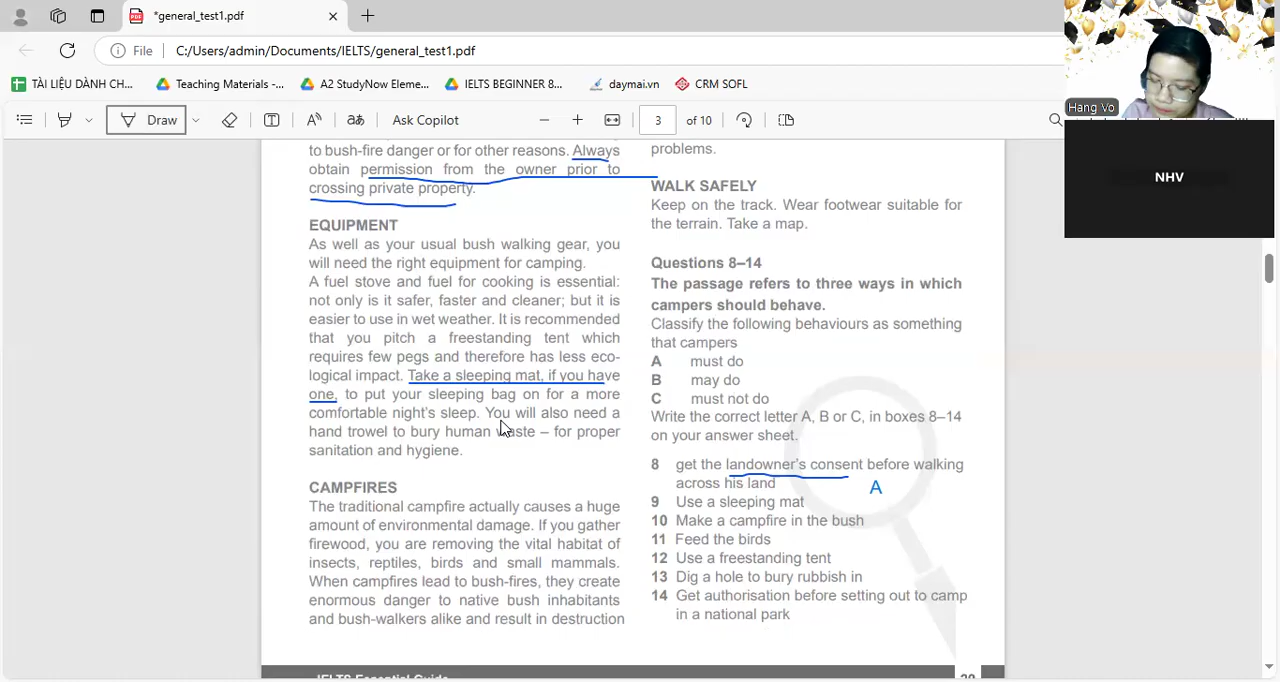 *general_test1.pdf
File C:/Users/admin/Documents/IELTS/general_test1.pdf
TÀI LIỆU DÀNH CH... Teaching Materials -... A2 StudyNow Eleme... IELTS BEGINNER 8... daymai.vn CRM SOFL
Draw aあ Ask Copilot 3 of 10
Hang Vo
NHV
to bush-fire danger or for other reasons. Always
obtain permission from the owner prior to
crossing private property.
EQUIPMENT
As well as your usual bush walking gear, you
will need the right equipment for camping.
A fuel stove and fuel for cooking is essential:
not only is it safer, faster and cleaner; but it is
easier to use in wet weather. It is recommended
that you pitch a freestanding tent which
requires few pegs and therefore has less eco-
logical impact. Take a sleeping mat, if you have
one, to put your sleeping bag on for a more
comfortable night's sleep. You will also need a
hand trowel to bury human waste – for proper
sanitation and hygiene.
CAMPFIRES
The traditional campfire actually causes a huge
amount of environmental damage. If you gather
firewood, you are removing the vital habitat of
insects, reptiles, birds and small mammals.
When campfires lead to bush-fires, they create
enormous danger to native bush inhabitants
and bush-walkers alike and result in destruction
problems.
WALK SAFELY
Keep on the track. Wear footwear suitable for
the terrain. Take a map.
Questions 8–14
The passage refers to three ways in which
campers should behave.
Classify the following behaviours as something
that campers
A must do
B may do
C must not do
Write the correct letter A, B or C, in boxes 8–14
on your answer sheet.
8 get the landowner's consent before walking
across his land
A
9 Use a sleeping mat
10 Make a campfire in the bush
11 Feed the birds
12 Use a freestanding tent
13 Dig a hole to bury rubbish in
14 Get authorisation before setting out to camp
in a national park
IELTS Essential Guide